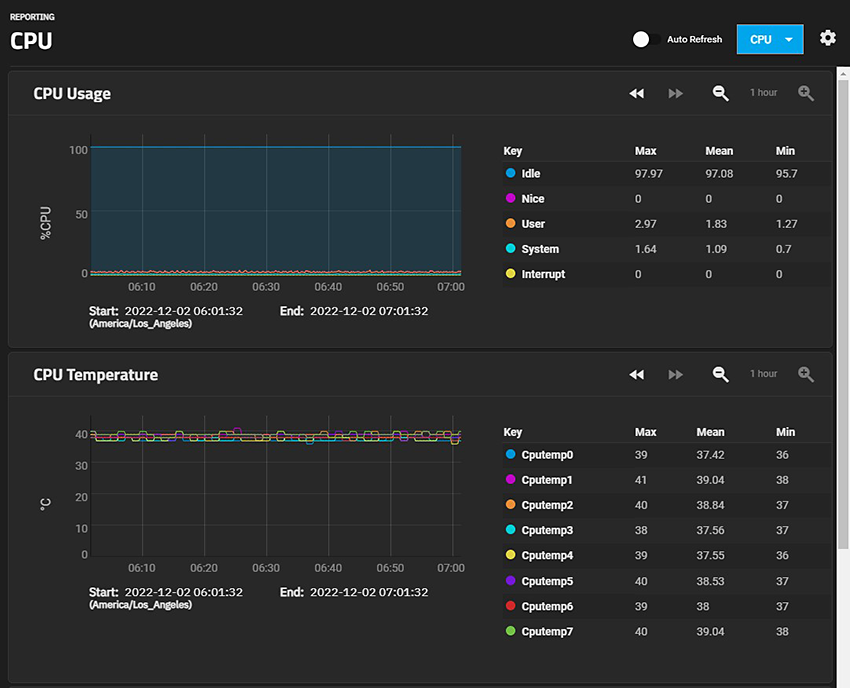 REPORTING
CPU
Auto Refresh
CPU
CPU Usage
1 hour
%CPU
100
50
0
06:10 06:20 06:30 06:40 06:50 07:00
Start: 2022-12-02 06:01:32 End: 2022-12-02 07:01:32
(America/Los_Angeles)
Key Max Mean Min
Idle 97.97 97.08 95.7
Nice 0 0 0
User 2.97 1.83 1.27
System 1.64 1.09 0.7
Interrupt 0 0 0
CPU Temperature
1 hour
°C
40
30
20
10
0
06:10 06:20 06:30 06:40 06:50 07:00
Start: 2022-12-02 06:01:32 End: 2022-12-02 07:01:32
(America/Los_Angeles)
Key Max Mean Min
Cputemp0 39 37.42 36
Cputemp1 41 39.04 38
Cputemp2 40 38.84 37
Cputemp3 38 37.56 37
Cputemp4 39 37.55 36
Cputemp5 40 38.53 37
Cputemp6 39 38 37
Cputemp7 40 39.04 38